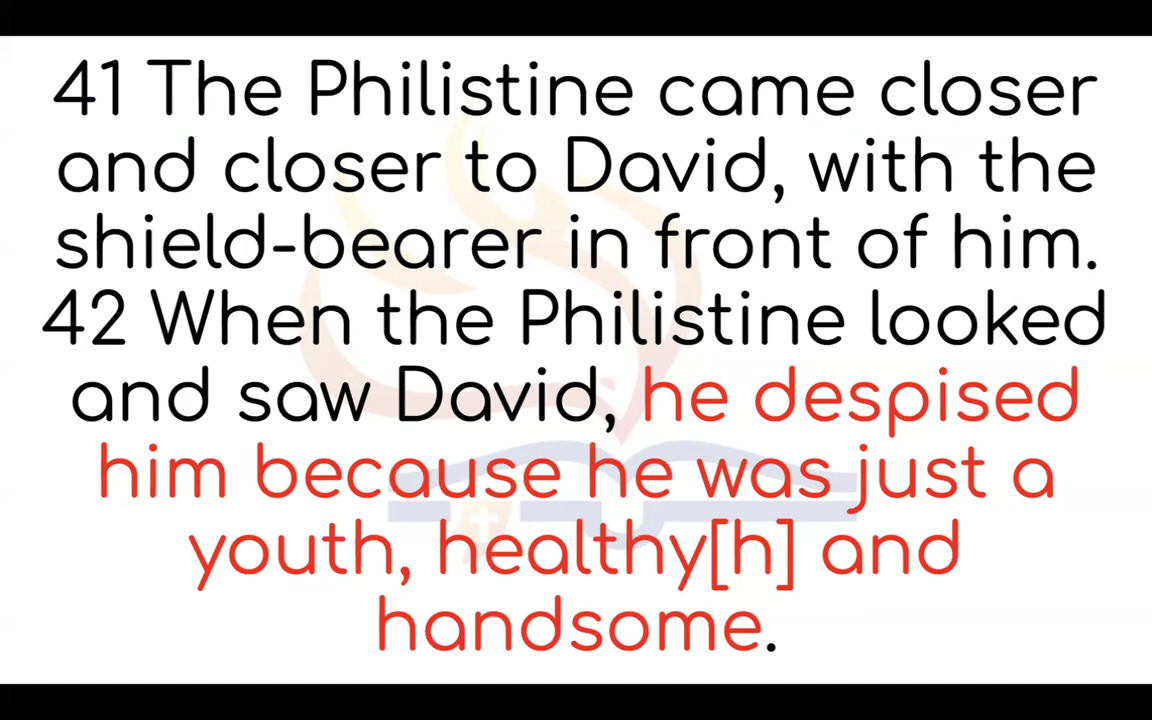 41 The Philistine came closer
and closer to David, with the
shield-bearer in front of him.
42 When the Philistine looked
and saw David, he despised
him because he was just a
youth, healthy[h] and
handsome.